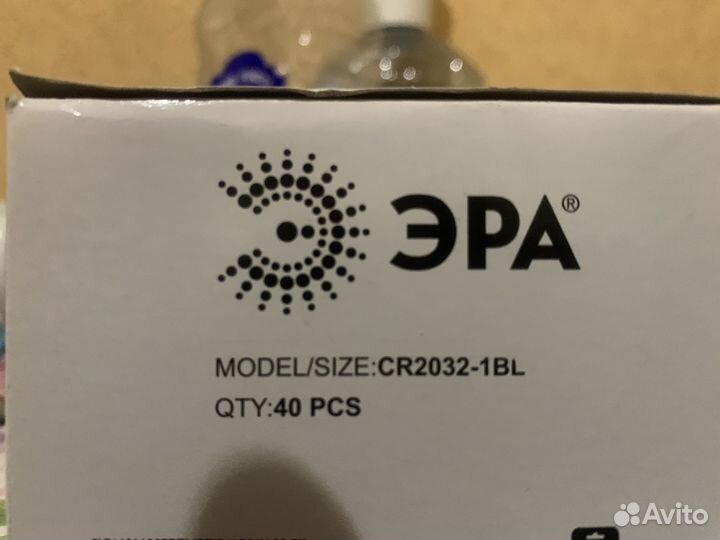 ЭРА®
MODEL/SIZE:CR2032-1BL
QTY:40 PCS
Avito